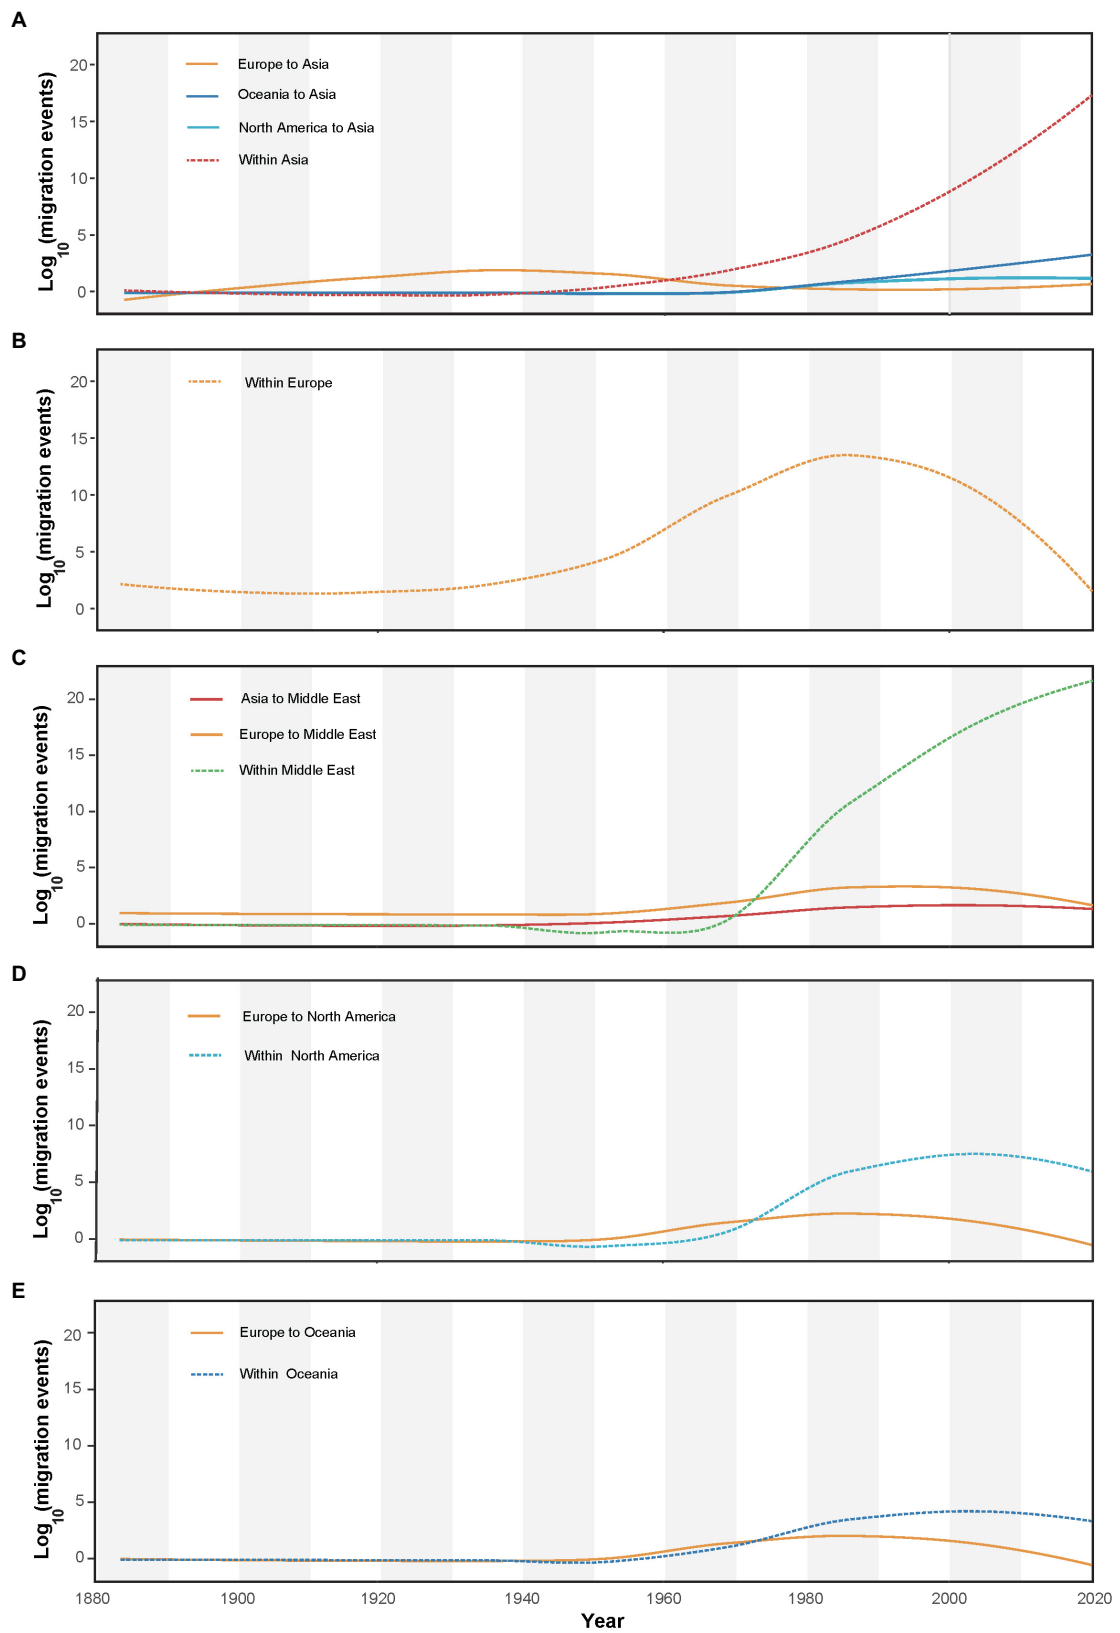 A
Log10(migration events)
20
15
10
5
0
Europe to Asia
Oceania to Asia
North America to Asia
Within Asia
B
Log10(migration events)
20
15
10
5
0
Within Europe
C
Log10(migration events)
20
15
10
5
0
Asia to Middle East
Europe to Middle East
Within Middle East
D
Log10(migration events)
20
15
10
5
0
Europe to North America
Within North America
E
Log10(migration events)
20
15
10
5
0
Europe to Oceania
Within Oceania
1880 1900 1920 1940 1960 1980 2000 2020
Year